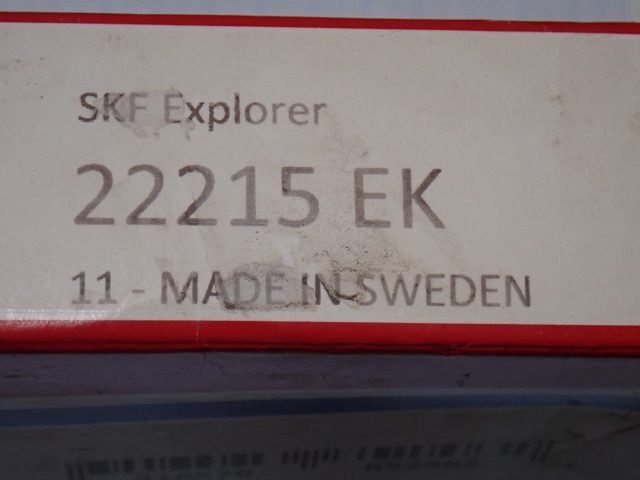 SKF Explorer
22215 EK
11 - MADE IN SWEDEN